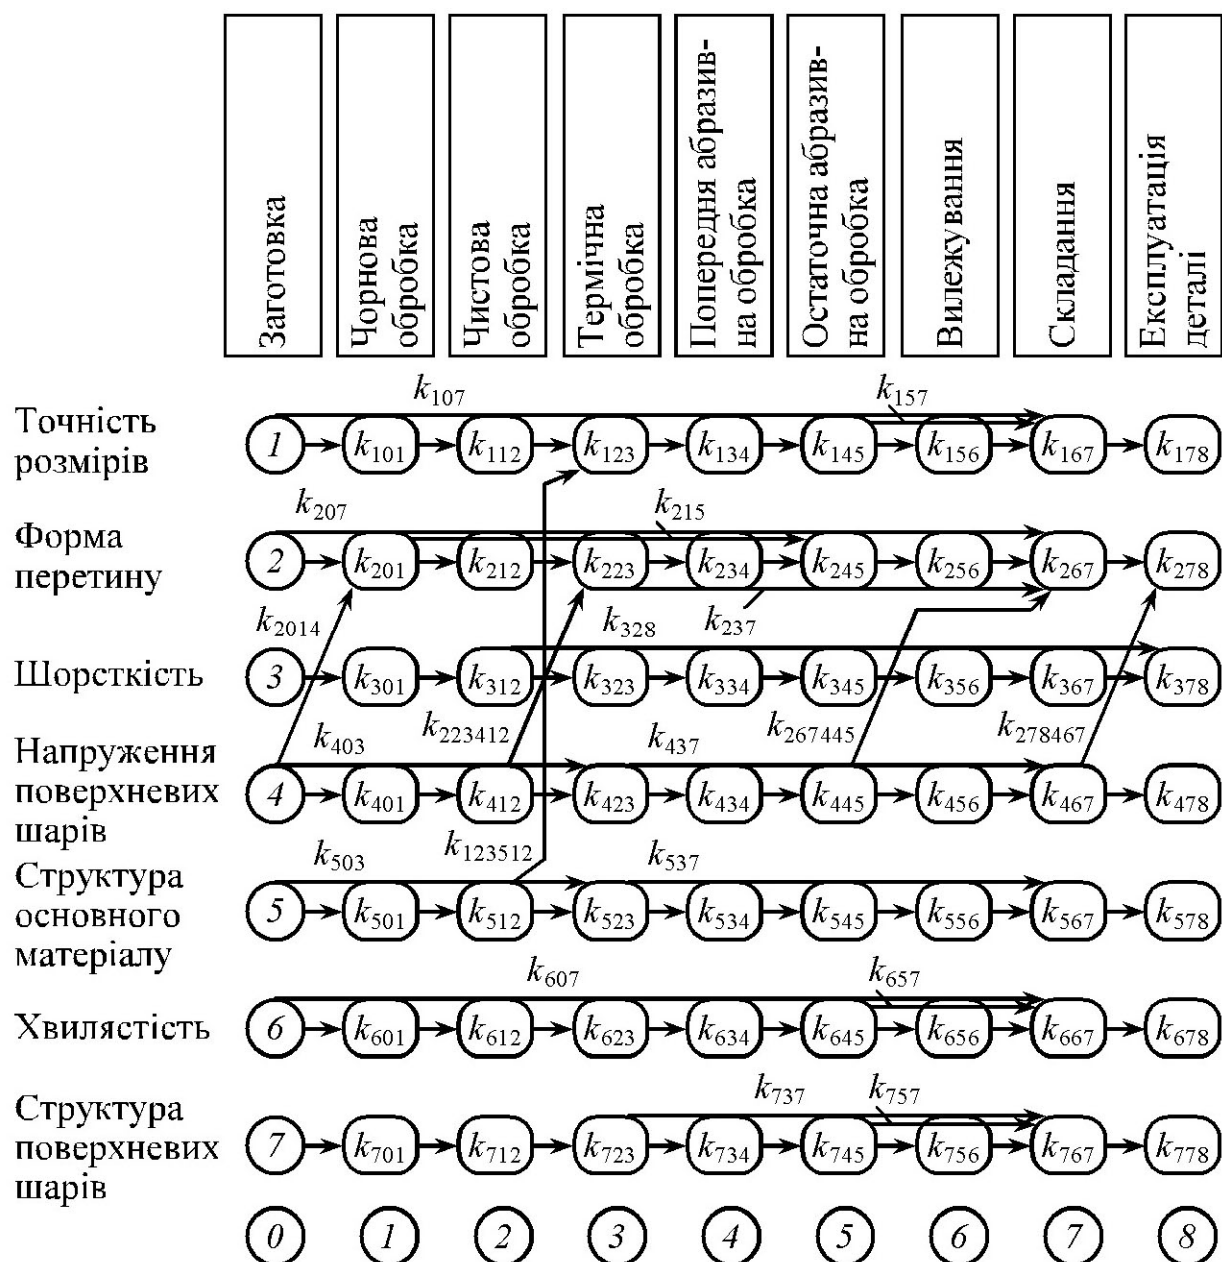 Заготовка
Чорнова
обробка
Чистова
обробка
Термічна
обробка
Попередня абразив-
на обробка
Остаточна абразив-
на обробка
Вилежування
Складання
Експлуатація
деталі
k107 k157
Точність
розмірів
1 k101 k112 k123 k134 k145 k156 k167 k178
k207 k215
Форма
перетину
2 k201 k212 k223 k234 k245 k256 k267 k278
k2014 k328 k237
Шорсткість
3 k301 k312 k323 k334 k345 k356 k367 k378
k403 k223412 k437 k267445 k278467
Напруження
поверхневих
шарів
4 k401 k412 k423 k434 k445 k456 k467 k478
k503 k123512 k537
Структура
основного
матеріалу
5 k501 k512 k523 k534 k545 k556 k567 k578
k607 k657
Хвилястість
6 k601 k612 k623 k634 k645 k656 k667 k678
k737 k757
Структура
поверхневих
шарів
7 k701 k712 k723 k734 k745 k756 k767 k778
0 1 2 3 4 5 6 7 8